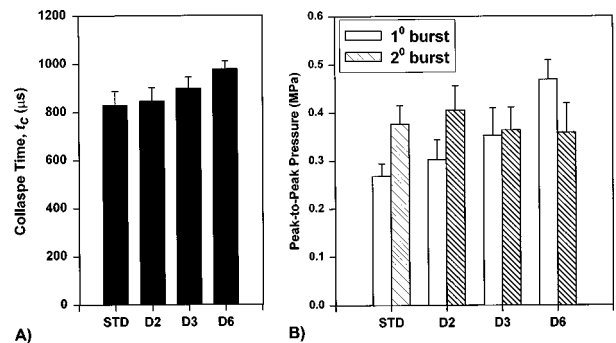 1200
1000
800
600
400
200
0
Collaspe Time, t_C (μs)
STD D2 D3 D6
A)
0.6
0.5
0.4
0.3
0.2
0.1
0.0
Peak-to-Peak Pressure (MPa)
1⁰ burst
2⁰ burst
STD D2 D3 D6
B)